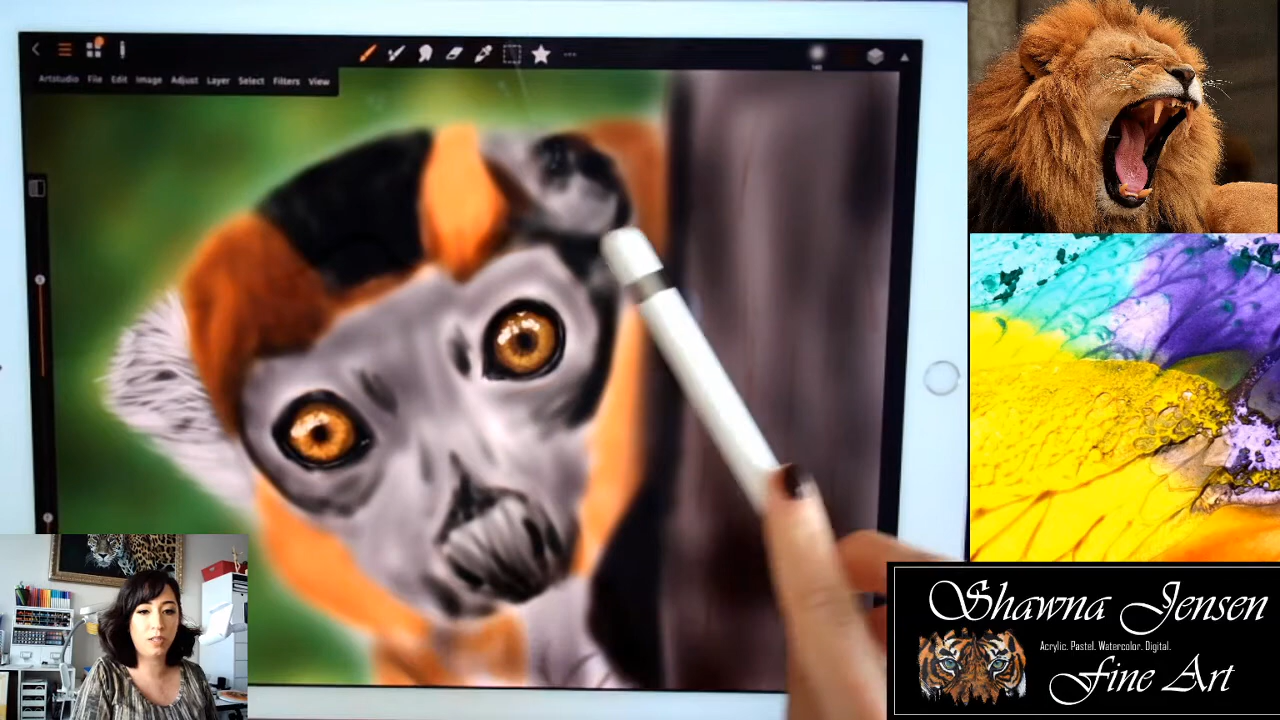 Artstudio File Edit Image Adjust Layer Select Filters View
Shawna Jensen
Acrylic. Pastel. Watercolor. Digital.
Fine Art